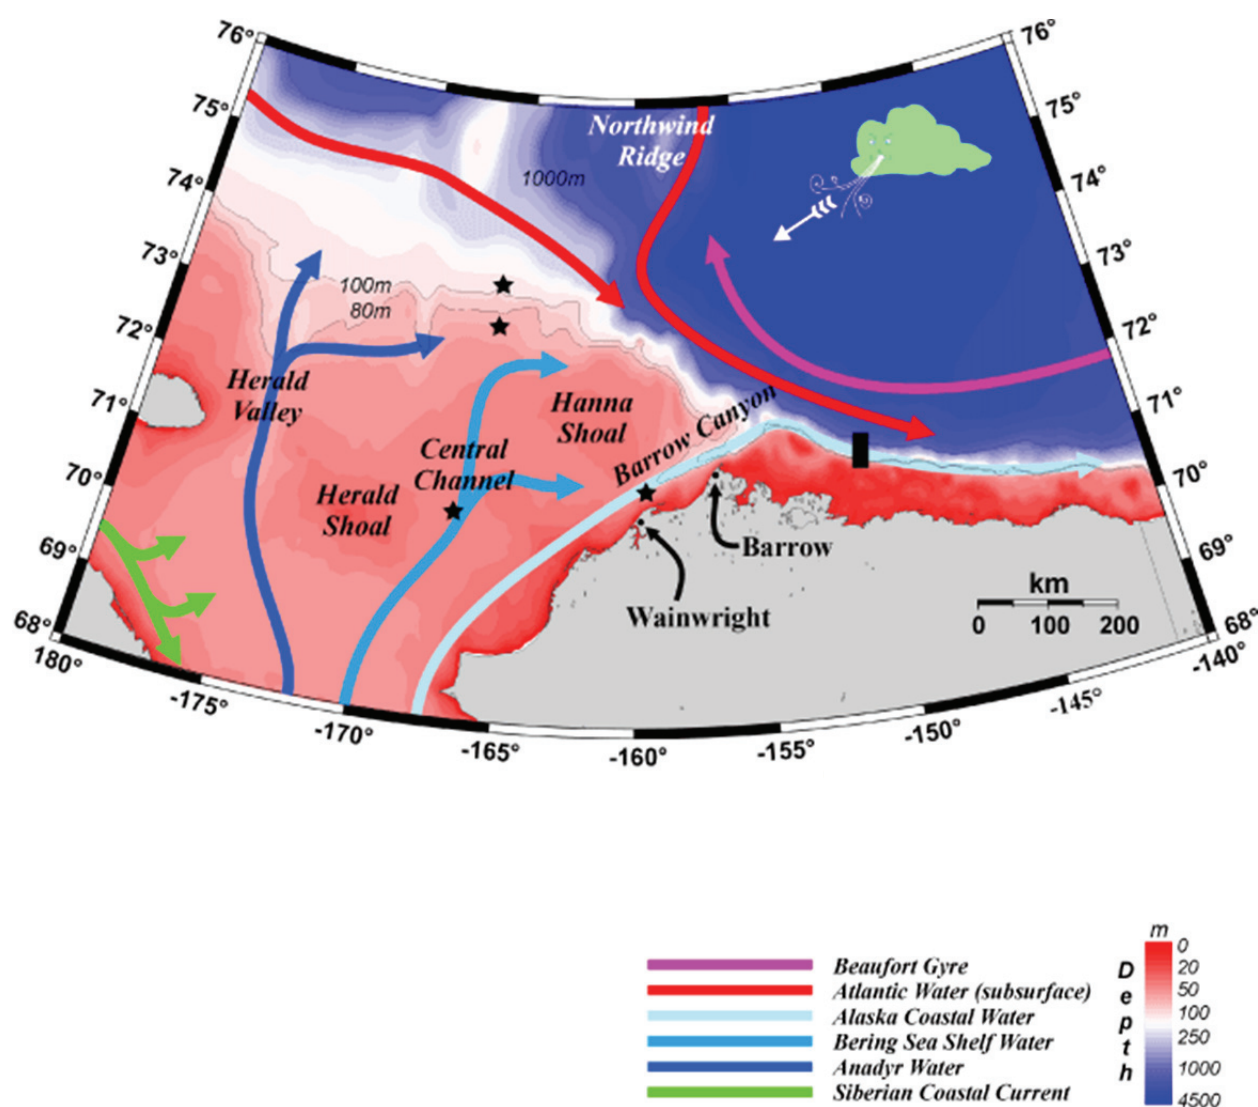 76°
76°
75°
75°
74°
74°
73°
73°
72°
72°
71°
71°
70°
70°
69°
69°
68°
68°
180°
-175°
-170°
-165°
-160°
-155°
-150°
-145°
-140°
Northwind
Ridge
1000m
100m
80m
Herald
Valley
Hanna
Shoal
Barrow Canyon
Central
Channel
Herald
Shoal
Barrow
Wainwright
km
0 100 200
Beaufort Gyre
Atlantic Water (subsurface)
Alaska Coastal Water
Bering Sea Shelf Water
Anadyr Water
Siberian Coastal Current
Depth
m
0
20
50
100
250
1000
4500